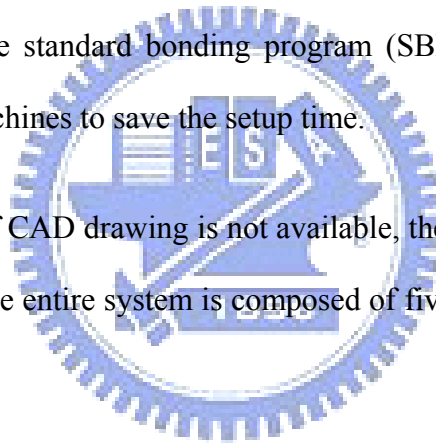 e standard bonding program (SB
chines to save the setup time.
f CAD drawing is not available, the
e entire system is composed of fiv